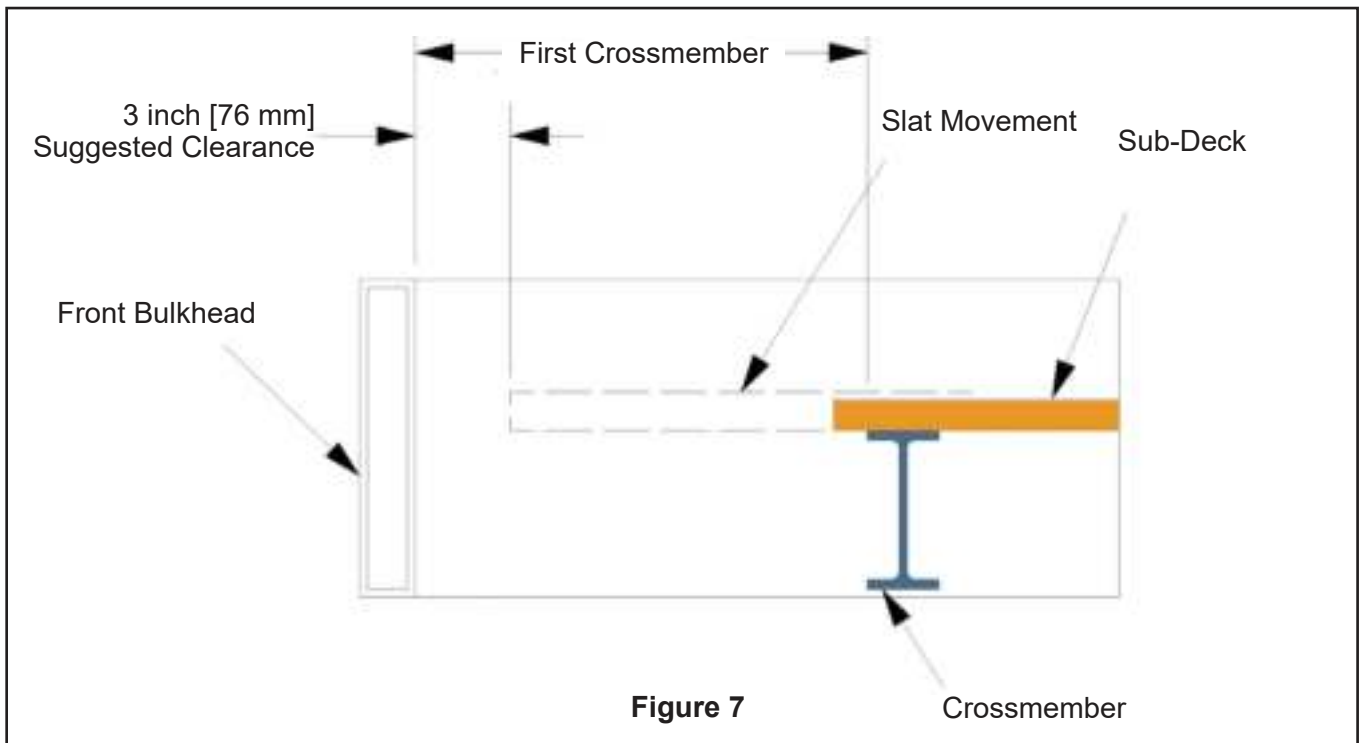 First Crossmember
3 inch [76 mm]
Suggested Clearance
Slat Movement
Sub-Deck
Front Bulkhead
Figure 7
Crossmember